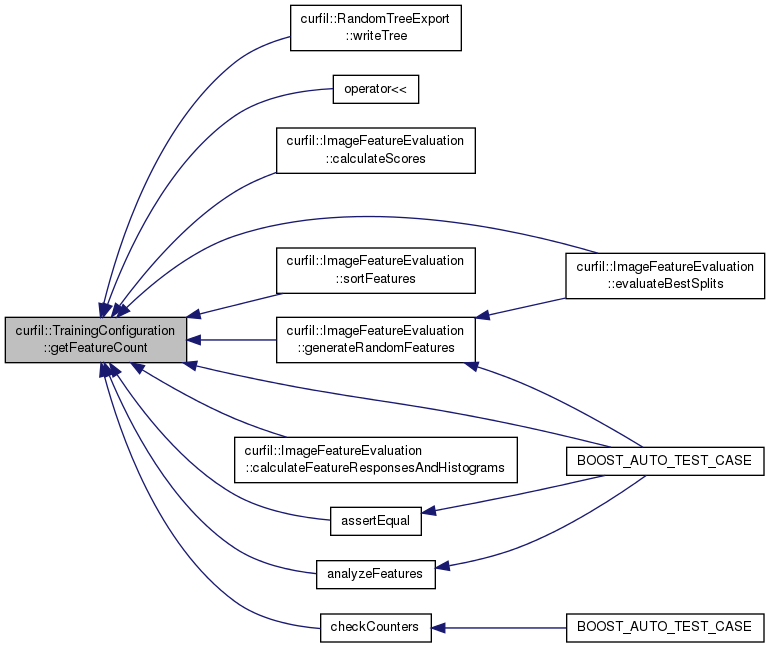 curfil::RandomTreeExport
::writeTree
operator<<
curfil::ImageFeatureEvaluation
::calculateScores
curfil::ImageFeatureEvaluation
::evaluateBestSplits
curfil::ImageFeatureEvaluation
::sortFeatures
curfil::TrainingConfiguration
::getFeatureCount
curfil::ImageFeatureEvaluation
::generateRandomFeatures
curfil::ImageFeatureEvaluation
::calculateFeatureResponsesAndHistograms
BOOST_AUTO_TEST_CASE
assertEqual
analyzeFeatures
checkCounters
BOOST_AUTO_TEST_CASE